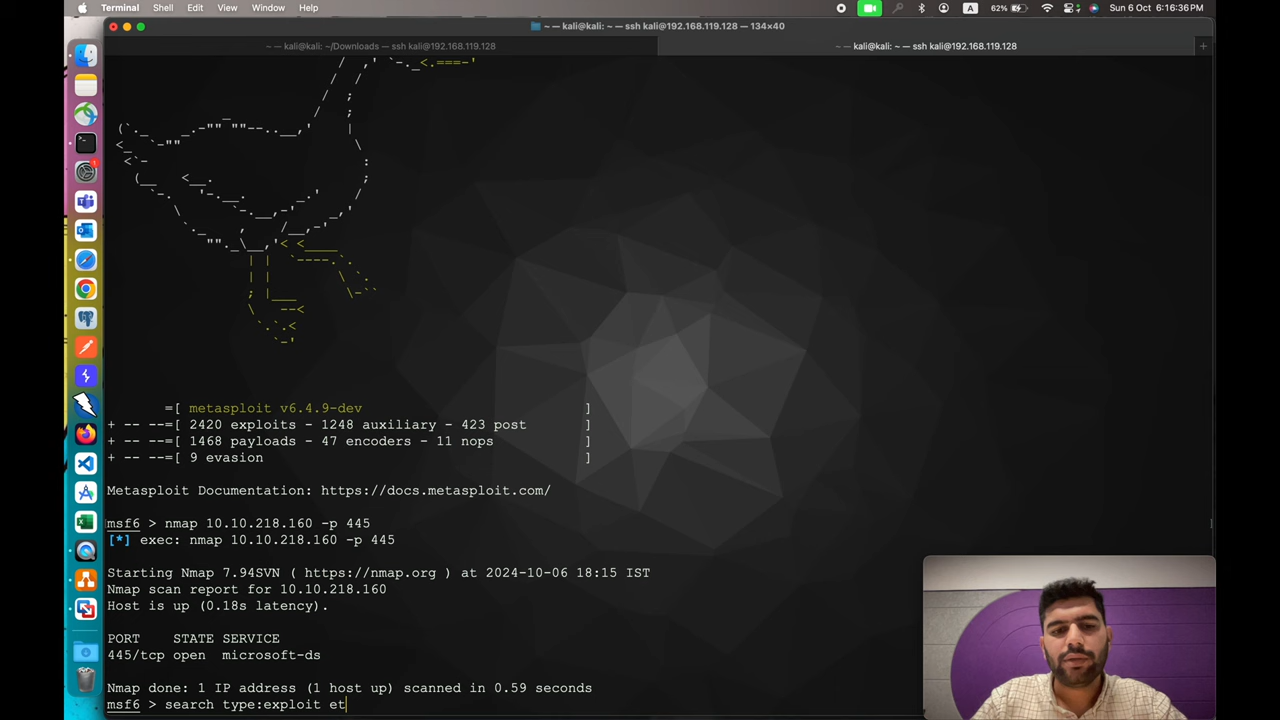 Terminal Shell Edit View Window Help
62% A Sun 6 Oct 6:16:36 PM
~ — kali@kali: ~ — ssh kali@192.168.119.128 — 134×40
~ — kali@kali: ~/Downloads — ssh kali@192.168.119.128
~ — kali@kali: ~ — ssh kali@192.168.119.128
=[ metasploit v6.4.9-dev ]
+ -- --=[ 2420 exploits - 1248 auxiliary - 423 post ]
+ -- --=[ 1468 payloads - 47 encoders - 11 nops ]
+ -- --=[ 9 evasion ]
Metasploit Documentation: https://docs.metasploit.com/
msf6 > nmap 10.10.218.160 -p 445
[*] exec: nmap 10.10.218.160 -p 445
Starting Nmap 7.94SVN ( https://nmap.org ) at 2024-10-06 18:15 IST
Nmap scan report for 10.10.218.160
Host is up (0.18s latency).
PORT STATE SERVICE
445/tcp open microsoft-ds
Nmap done: 1 IP address (1 host up) scanned in 0.59 seconds
msf6 > search type:exploit et